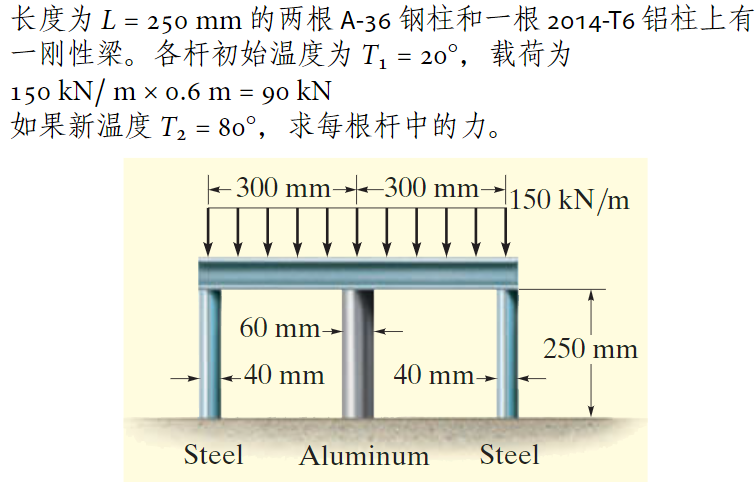 长度为 L = 250 mm 的两根 A-36 钢柱和一根 2014-T6 铝柱上有
一刚性梁。各杆初始温度为 T₁ = 20°，载荷为
150 kN/ m × 0.6 m = 90 kN
如果新温度 T₂ = 80°，求每根杆中的力。
300 mm 300 mm
150 kN/m
60 mm
250 mm
40 mm 40 mm
Steel Aluminum Steel